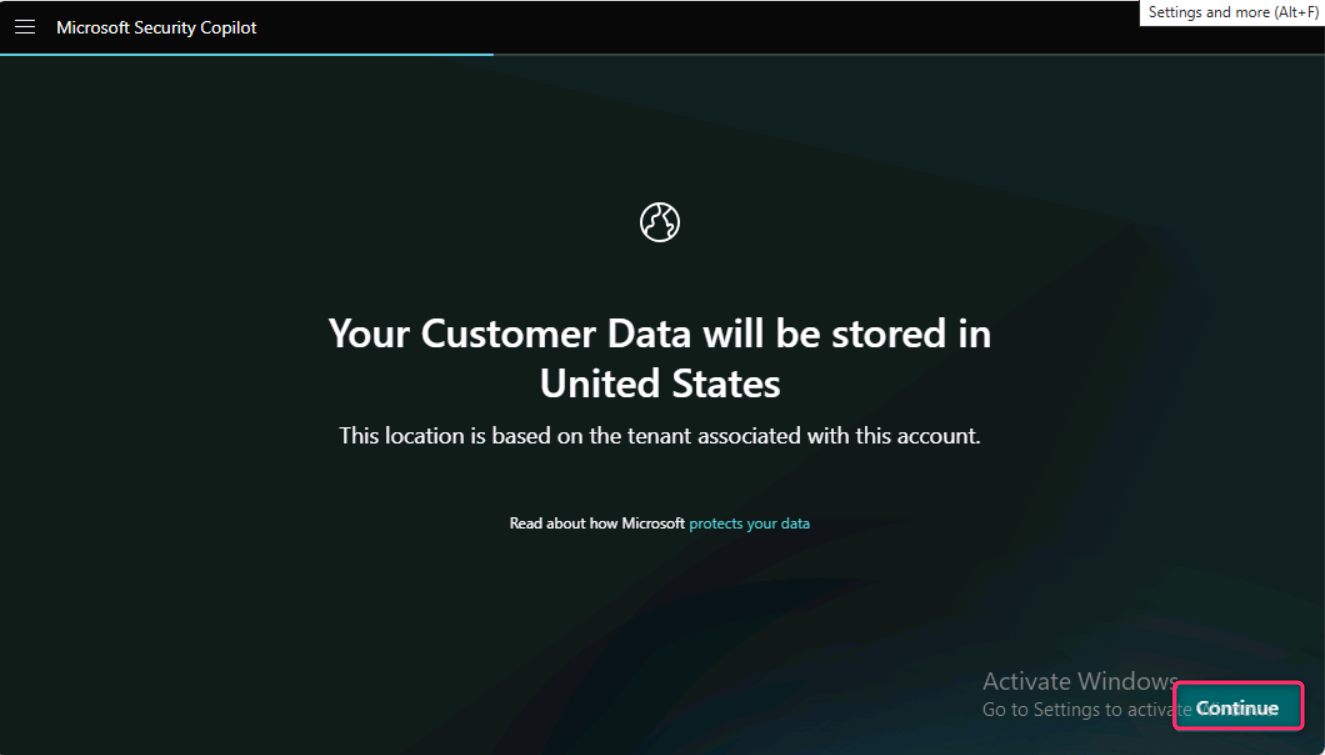 Settings and more (Alt+F)
Microsoft Security Copilot
Your Customer Data will be stored in
United States
This location is based on the tenant associated with this account.
Read about how Microsoft protects your data
Activate Windows
Go to Settings to activate
Continue